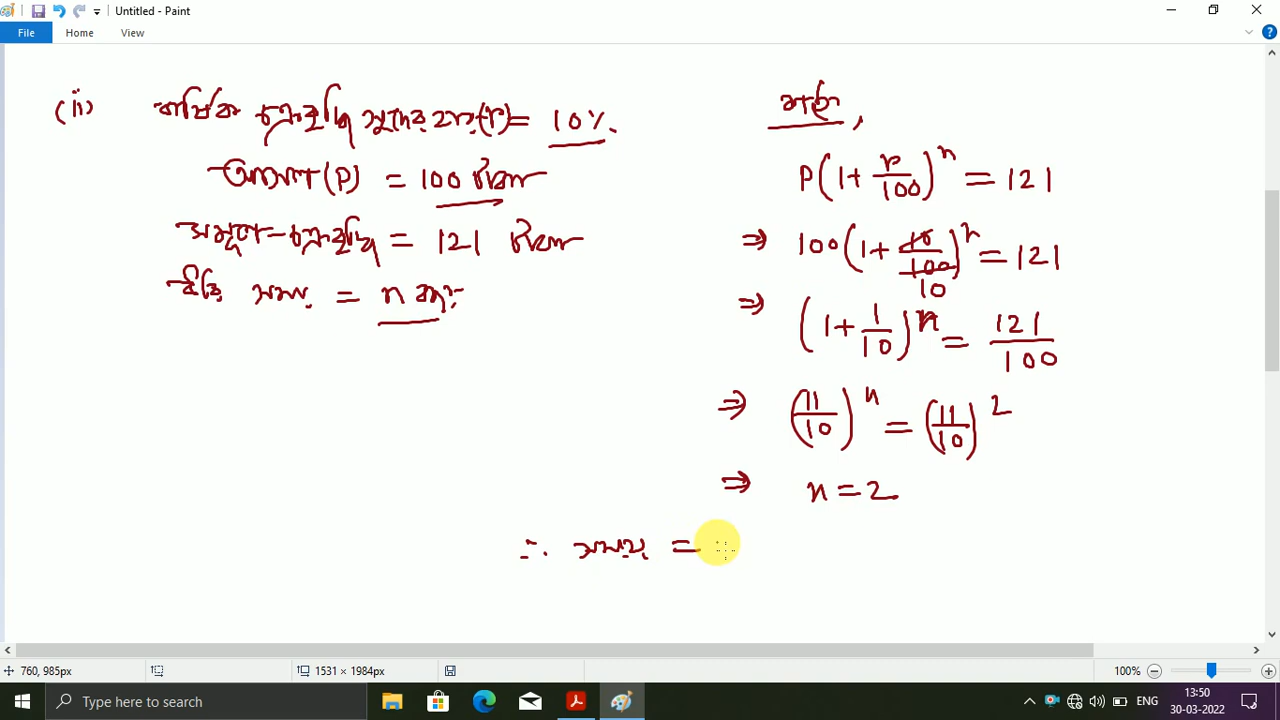 Untitled - Paint
File Home View
(ii) বার্ষিক চক্রবৃদ্ধি সুদের হার (r) = 10%.
আসল (P) = 100 টাকা
সমূল-চক্রবৃদ্ধি = 121 টাকা
ধরি, সময় = n বছর
শর্তে,
P(1 + r/100)^n = 121
⇒ 100(1 + 10/100)^n = 121
10
⇒ (1 + 1/10)^n = 121/100
⇒ (11/10)^n = (11/10)^2
⇒ n = 2
∴ সময় =
760, 985px 1531 × 1984px 100%
Type here to search
ENG
13:50
30-03-2022